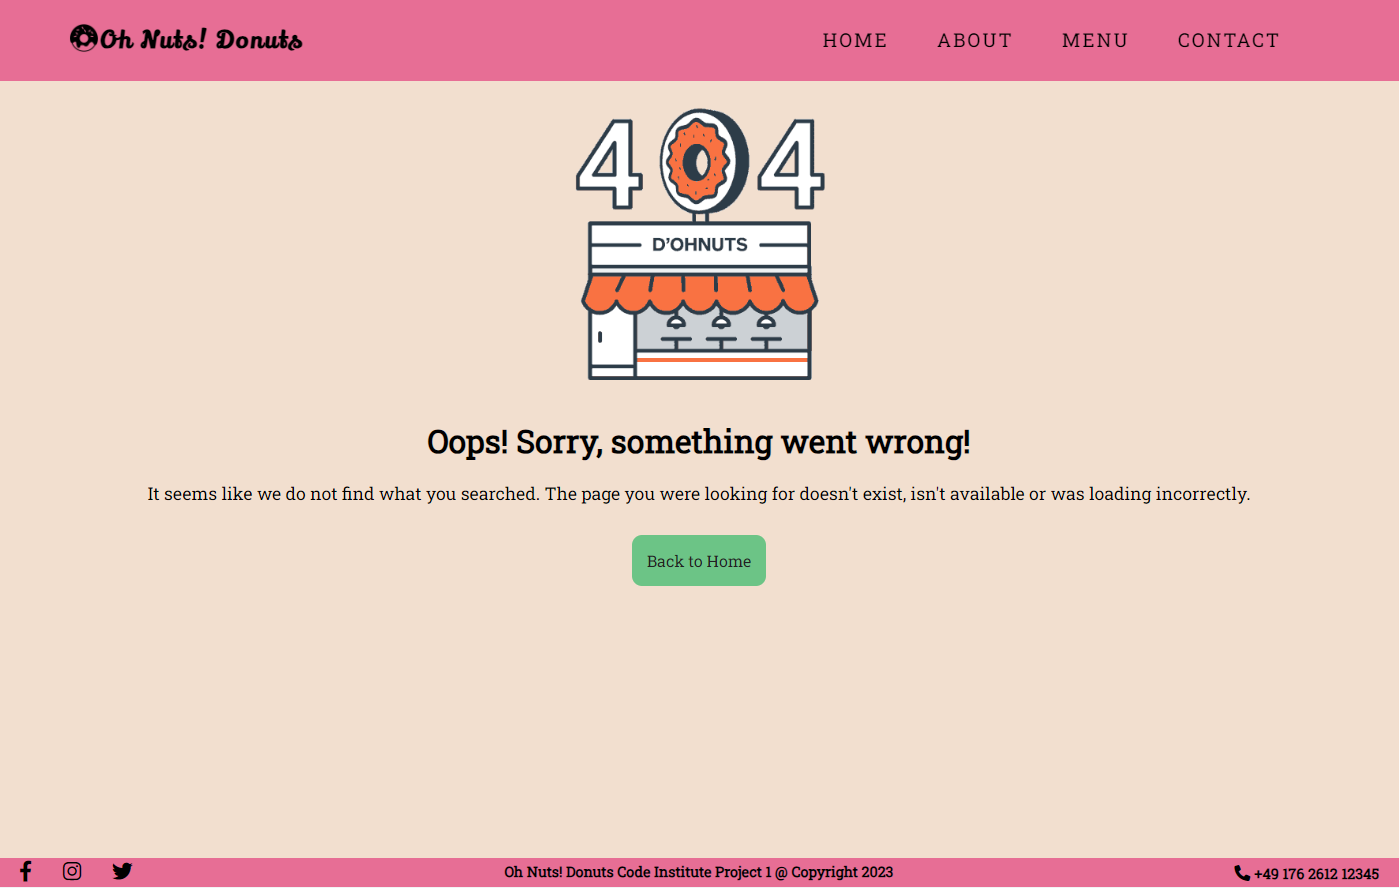 Oh Nuts! Donuts
HOME ABOUT MENU CONTACT
404
D'OHNUTS
Oops! Sorry, something went wrong!
It seems like we do not find what you searched. The page you were looking for doesn't exist, isn't available or was loading incorrectly.
Back to Home
Oh Nuts! Donuts Code Institute Project 1 @ Copyright 2023
+49 176 2612 12345